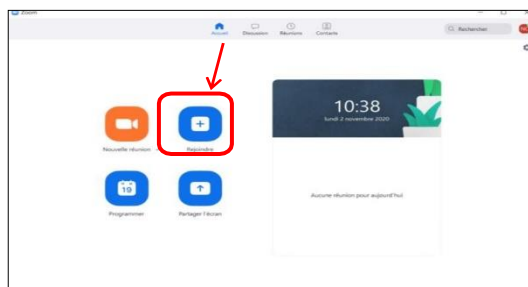 Zoom
Accueil
Discussion
Réunions
Contacts
Rechercher
10:38
lundi 2 novembre 2020
Nouvelle réunion
Rejoindre
19
Programmer
Partager l'écran
Aucune réunion pour aujourd'hui